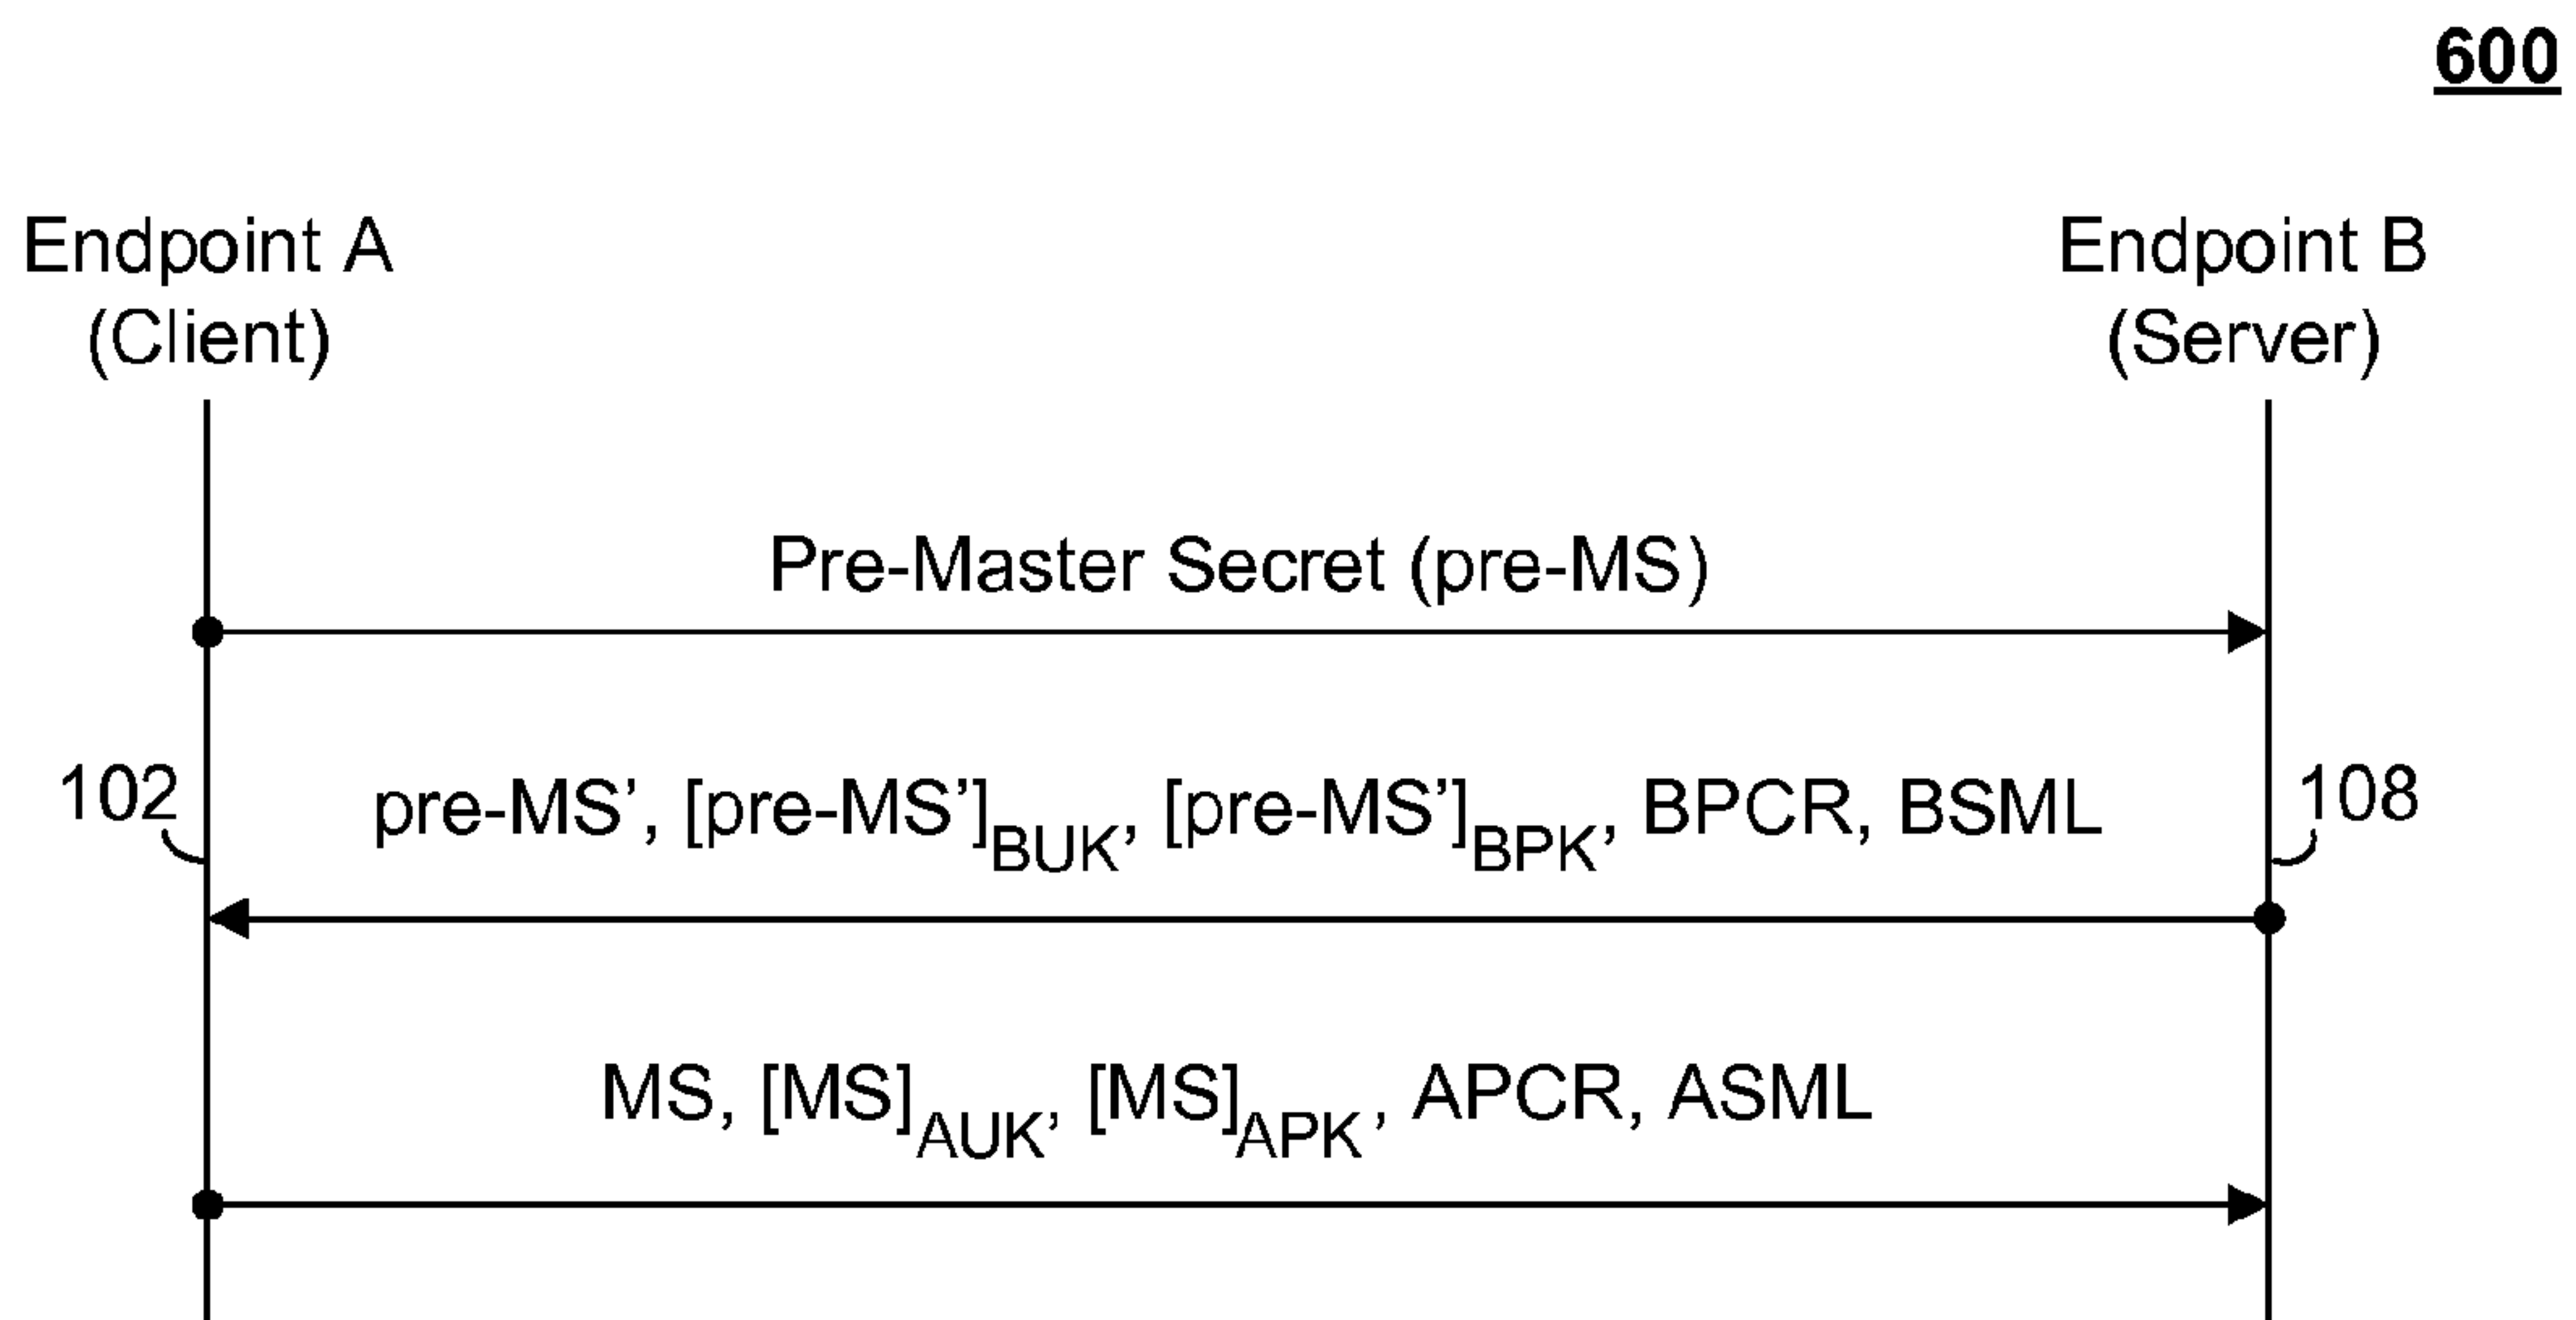 600
Endpoint A
(Client)
Endpoint B
(Server)
Pre-Master Secret (pre-MS)
102
pre-MS’, [pre-MS’]BUK, [pre-MS’]BPK, BPCR, BSML
108
MS, [MS]AUK, [MS]APK, APCR, ASML